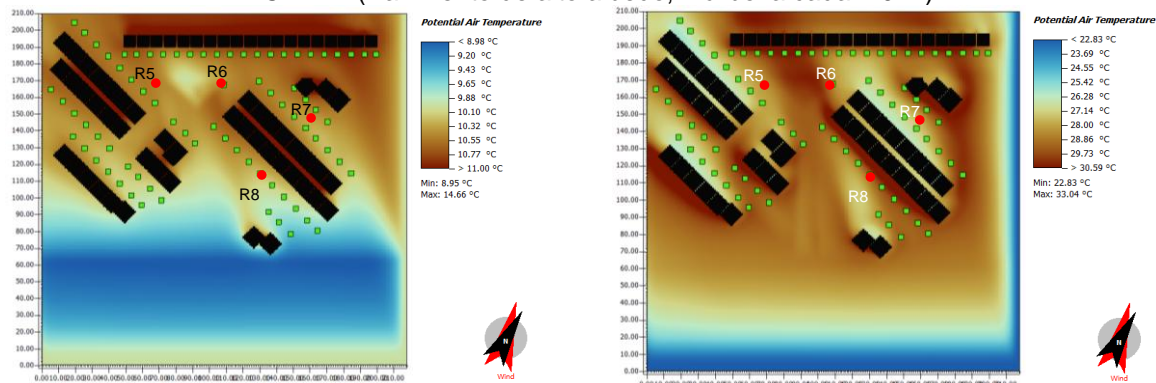 Potential Air Temperature
< 8.98 °C
9.20 °C
9.43 °C
9.65 °C
9.88 °C
10.10 °C
10.32 °C
10.55 °C
10.77 °C
> 11.00 °C
Min: 8.95 °C
Max: 14.66 °C
210.00
200.00
190.00
180.00
170.00
160.00
150.00
140.00
130.00
120.00
110.00
100.00
90.00
80.00
70.00
60.00
50.00
40.00
30.00
20.00
10.00
0.00
R5
R6
R7
R8
N
Wind
Potential Air Temperature
< 22.83 °C
23.69 °C
24.55 °C
25.42 °C
26.28 °C
27.14 °C
28.00 °C
28.86 °C
29.73 °C
> 30.59 °C
Min: 22.83 °C
Max: 33.04 °C
210.00
200.00
190.00
180.00
170.00
160.00
150.00
140.00
130.00
120.00
110.00
100.00
90.00
80.00
70.00
60.00
50.00
40.00
30.00
20.00
10.00
0.00
R5
R6
R7
R8
N
Wind